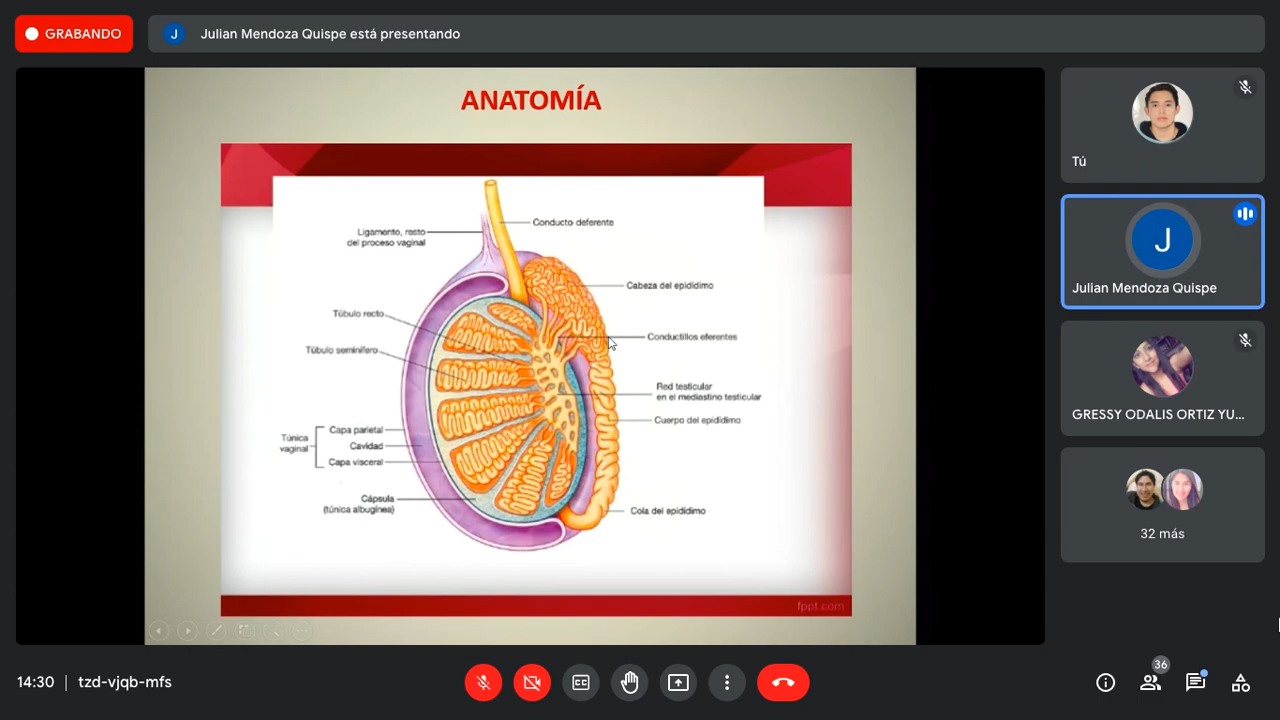 GRABANDO
J
Julian Mendoza Quispe está presentando
ANATOMÍA
Conducto deferente
Ligamento, resto
del proceso vaginal
Cabeza del epidídimo
Túbulo recto
Conductillos eferentes
Túbulo seminífero
Red testicular
en el mediastino testicular
Cuerpo del epidídimo
Túnica
vaginal
Capa parietal
Cavidad
Capa visceral
Cápsula
(túnica albugínea)
Cola del epidídimo
fppt.com
Tú
J
Julian Mendoza Quispe
GRESSY ODALIS ORTIZ YU...
32 más
14:30 | tzd-vjqb-mfs
CC
36